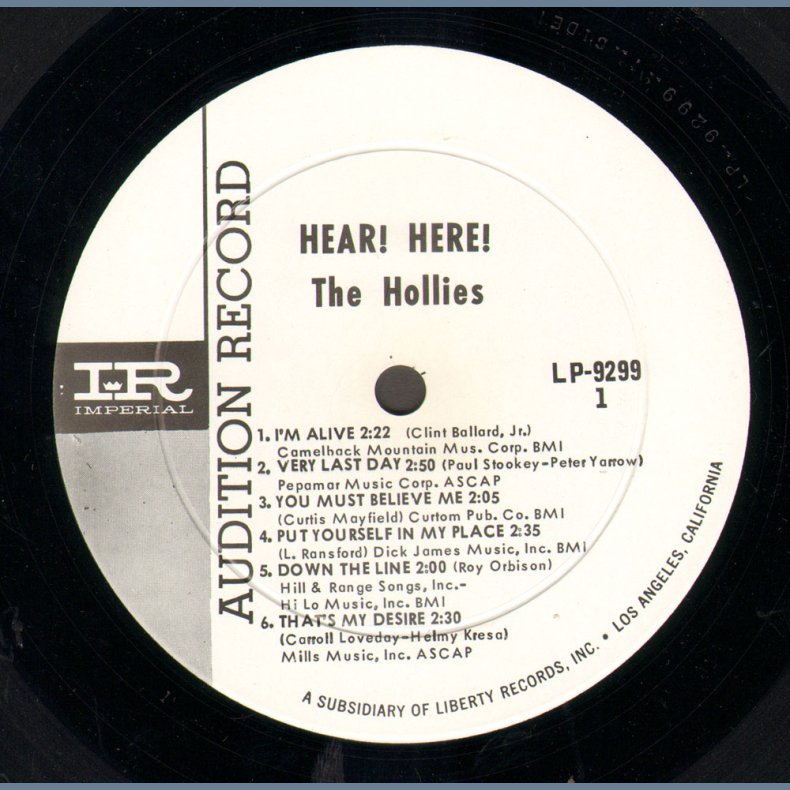 HEAR! HERE!
The Hollies
AUDITION RECORD
IR
IMPERIAL
LP-9299
1
1. I'M ALIVE 2:22 (Clint Ballard, Jr.)
Camelback Mountain Mus. Corp. BMI
2. VERY LAST DAY 2:50 (Paul Stookey-Peter Yarrow)
Pepamar Music Corp. ASCAP
3. YOU MUST BELIEVE ME 2:05
(Curtis Mayfield) Curtom Pub. Co. BMI
4. PUT YOURSELF IN MY PLACE 2:35
(L. Ransford) Dick James Music, Inc. BMI
5. DOWN THE LINE 2:00 (Roy Orbison)
Hill & Range Songs, Inc.-
Hi Lo Music, Inc. BMI
6. THAT'S MY DESIRE 2:30
(Carroll Loveday-Helmy Kresa)
Mills Music, Inc. ASCAP
A SUBSIDIARY OF LIBERTY RECORDS, INC. • LOS ANGELES, CALIFORNIA